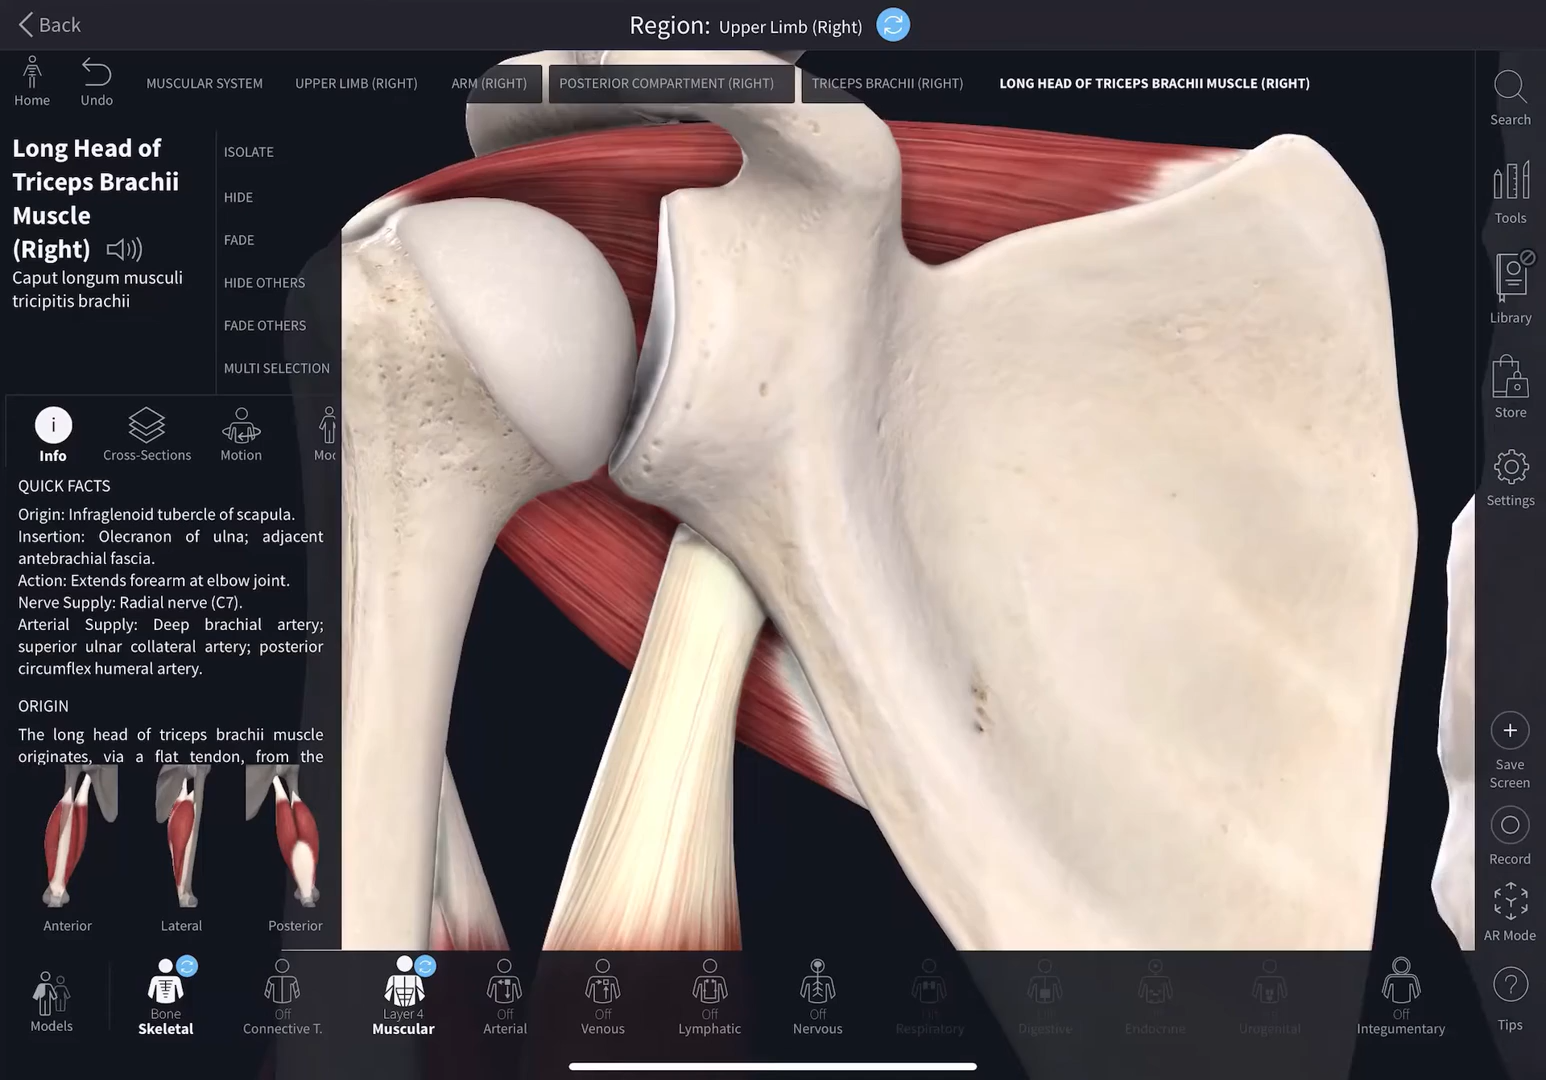 Back
Region: Upper Limb (Right)
Home
Undo
MUSCULAR SYSTEM
UPPER LIMB (RIGHT)
ARM (RIGHT)
POSTERIOR COMPARTMENT (RIGHT)
TRICEPS BRACHII (RIGHT)
LONG HEAD OF TRICEPS BRACHII MUSCLE (RIGHT)
Long Head of
Triceps Brachii
Muscle
(Right)
Caput longum musculi
tricipitis brachii
ISOLATE
HIDE
FADE
HIDE OTHERS
FADE OTHERS
MULTI SELECTION
Info
Cross-Sections
Motion
Moc
QUICK FACTS
Origin: Infraglenoid tubercle of scapula.
Insertion: Olecranon of ulna; adjacent
antebrachial fascia.
Action: Extends forearm at elbow joint.
Nerve Supply: Radial nerve (C7).
Arterial Supply: Deep brachial artery;
superior ulnar collateral artery; posterior
circumflex humeral artery.
ORIGIN
The long head of triceps brachii muscle
originates, via a flat tendon, from the
Anterior
Lateral
Posterior
Search
Tools
Library
Store
Settings
Save
Screen
Record
AR Mode
Tips
Models
Bone
Skeletal
Off
Connective T.
Layer 4
Muscular
Off
Arterial
Off
Venous
Off
Lymphatic
Off
Nervous
Respiratory
Digestive
Endocrine
Urogenital
Off
Integumentary